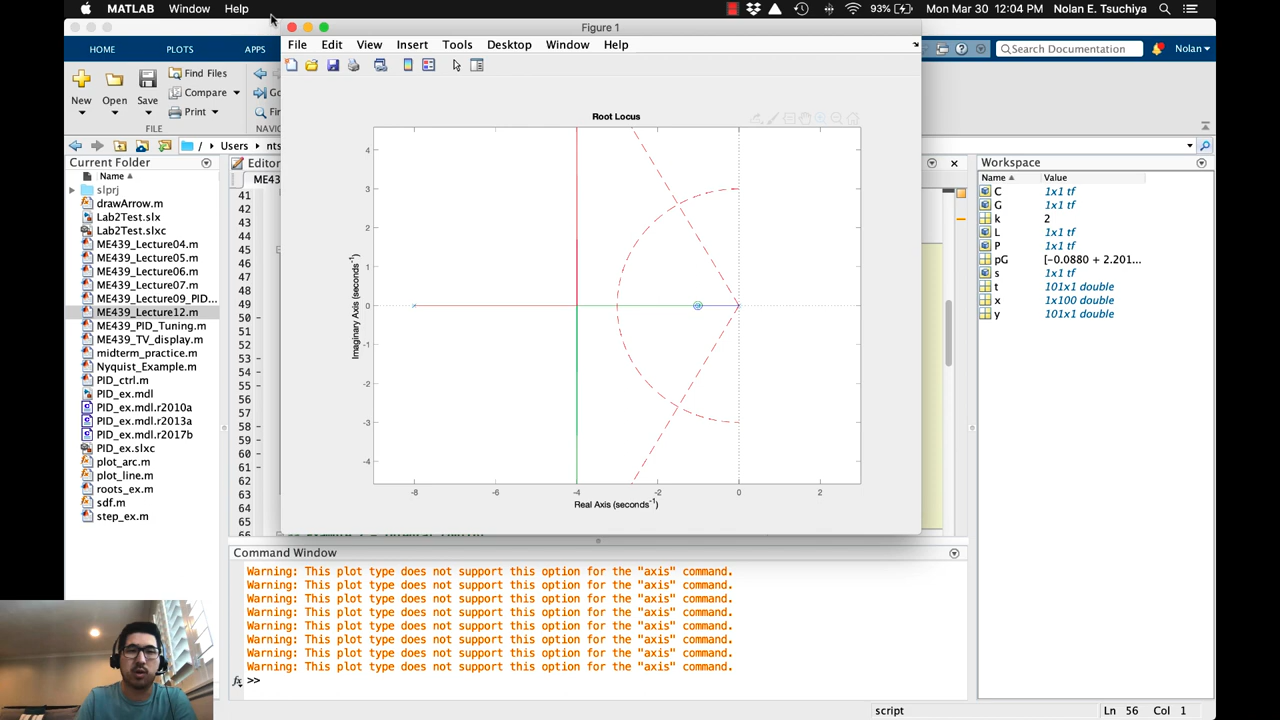 MATLAB Window Help 93% Mon Mar 30 12:04 PM Nolan E. Tsuchiya
Figure 1
HOME PLOTS APPS Search Documentation Nolan
File Edit View Insert Tools Desktop Window Help
Find Files
Compare
New Open Save Print
FILE
/ Users
Current Folder
Name
slprj
drawArrow.m
Lab2Test.slx
Lab2Test.slxc
ME439_Lecture04.m
ME439_Lecture05.m
ME439_Lecture06.m
ME439_Lecture07.m
ME439_Lecture09_PID...
ME439_Lecture12.m
ME439_PID_Tuning.m
ME439_TV_display.m
midterm_practice.m
Nyquist_Example.m
PID_ctrl.m
PID_ex.mdl
PID_ex.mdl.r2010a
PID_ex.mdl.r2013a
PID_ex.mdl.r2017b
PID_ex.slxc
plot_arc.m
plot_line.m
roots_ex.m
sdf.m
step_ex.m
41
42
43
44
45
46
47
48
49
50
51
52
53
54
55
56
57
58
59
60
61
62
63
64
65
66
Root Locus
4
3
2
1
0
-1
-2
-3
-4
-8 -6 -4 -2 0 2
Imaginary Axis (seconds-1)
Real Axis (seconds-1)
Workspace
Name Value
C 1x1 tf
G 1x1 tf
k 2
L 1x1 tf
P 1x1 tf
pG [-0.0880 + 2.201...
s 1x1 tf
t 101x1 double
x 1x100 double
y 101x1 double
Command Window
Warning: This plot type does not support this option for the "axis" command.
Warning: This plot type does not support this option for the "axis" command.
Warning: This plot type does not support this option for the "axis" command.
Warning: This plot type does not support this option for the "axis" command.
Warning: This plot type does not support this option for the "axis" command.
Warning: This plot type does not support this option for the "axis" command.
Warning: This plot type does not support this option for the "axis" command.
Warning: This plot type does not support this option for the "axis" command.
fx >>
script Ln 56 Col 1